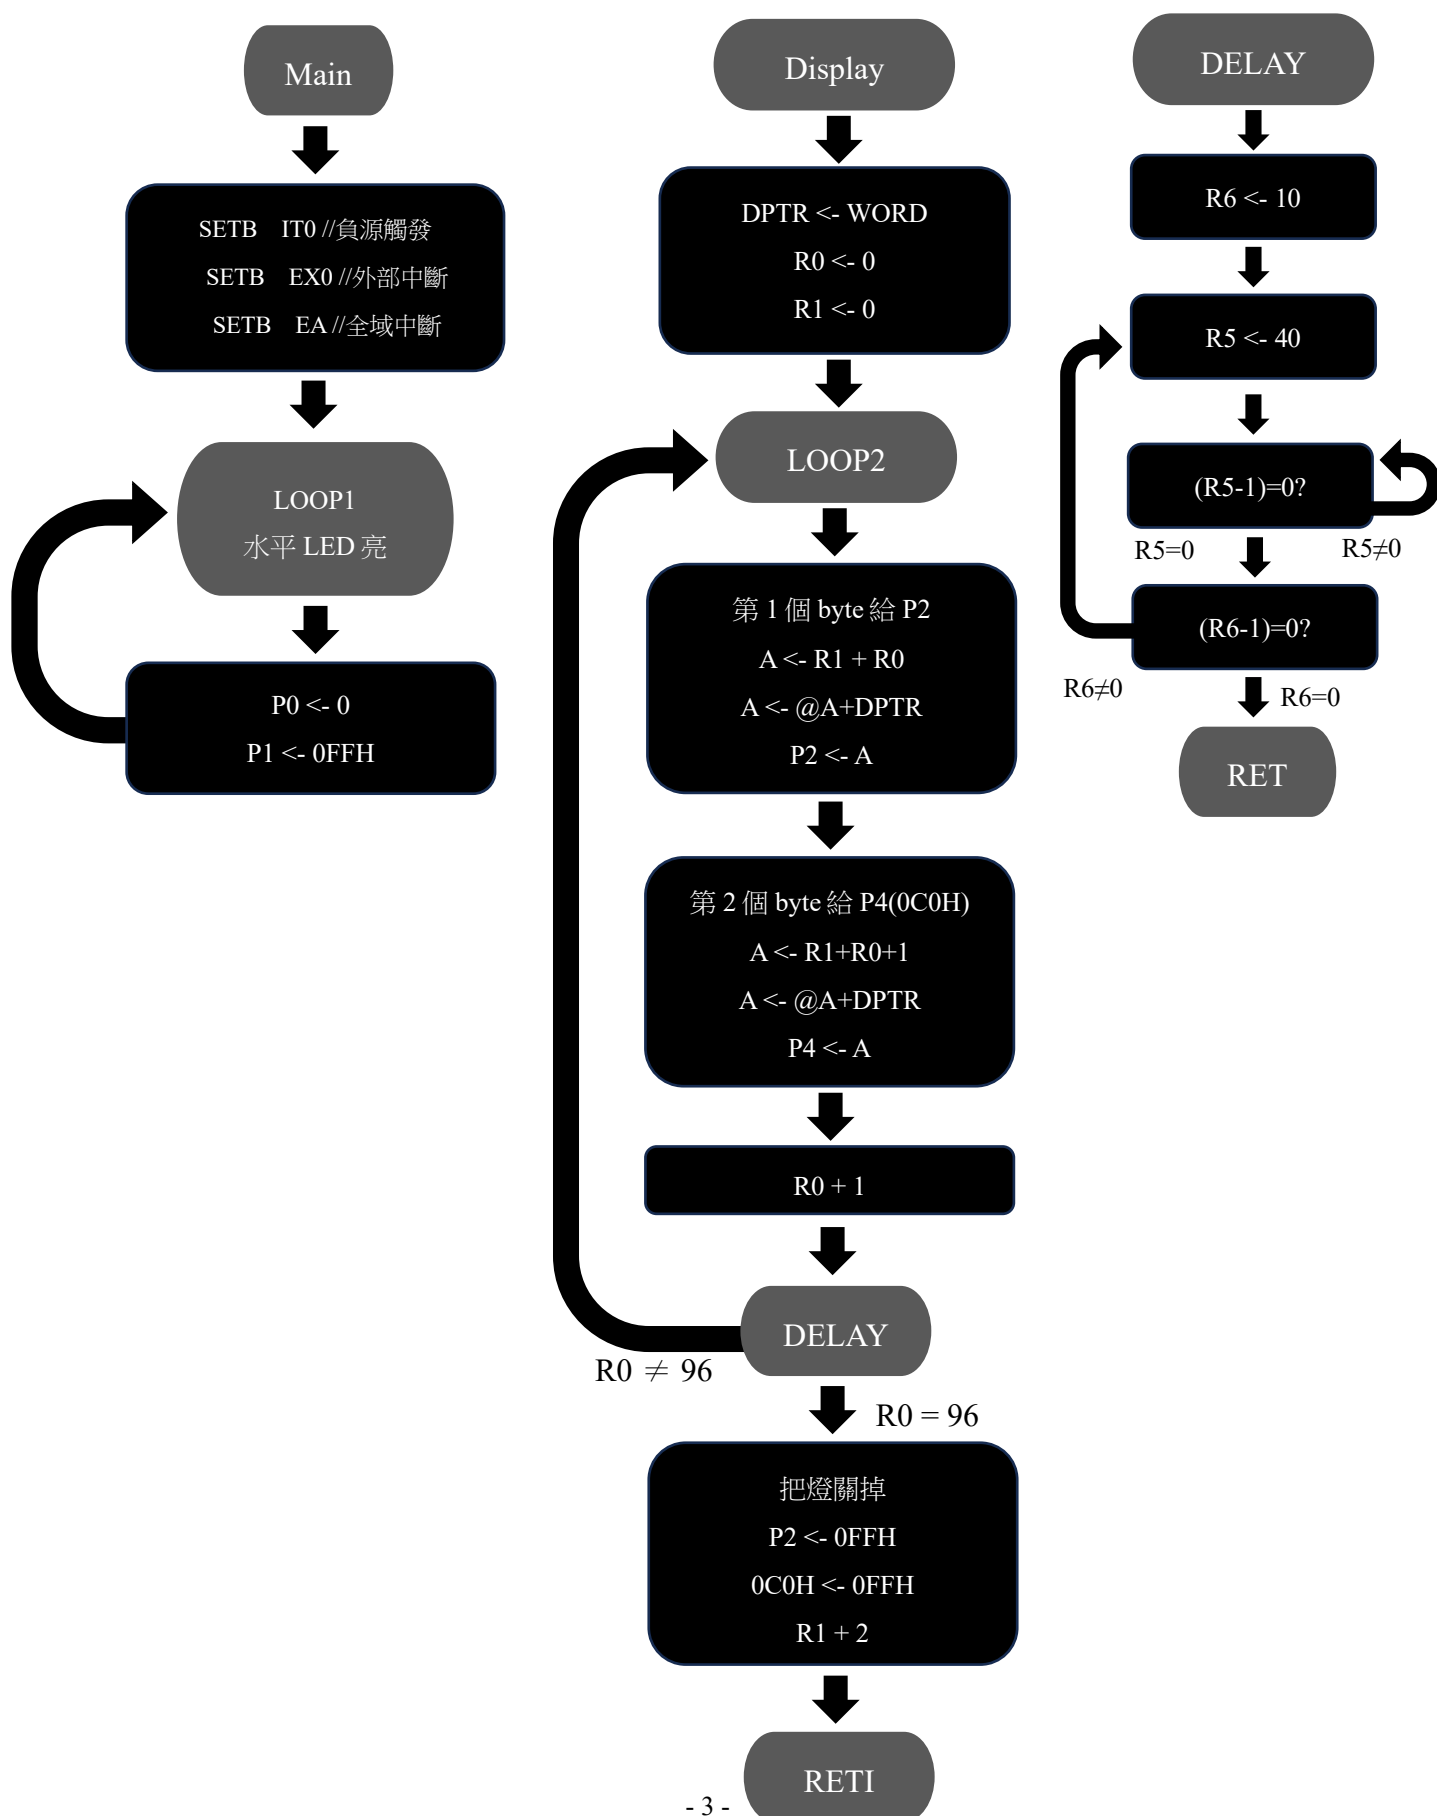 Main
SETB IT0 //負源觸發
SETB EX0 //外部中斷
SETB EA //全域中斷
LOOP1
水平 LED 亮
P0 <- 0
P1 <- 0FFH
Display
DPTR <- WORD
R0 <- 0
R1 <- 0
LOOP2
第 1 個 byte 給 P2
A <- R1 + R0
A <- @A+DPTR
P2 <- A
第 2 個 byte 給 P4(0C0H)
A <- R1+R0+1
A <- @A+DPTR
P4 <- A
R0 + 1
DELAY
R0 ≠ 96
R0 = 96
把燈關掉
P2 <- 0FFH
0C0H <- 0FFH
R1 + 2
RETI
DELAY
R6 <- 10
R5 <- 40
(R5-1)=0?
R5=0
R5≠0
(R6-1)=0?
R6≠0
R6=0
RET
- 3 -